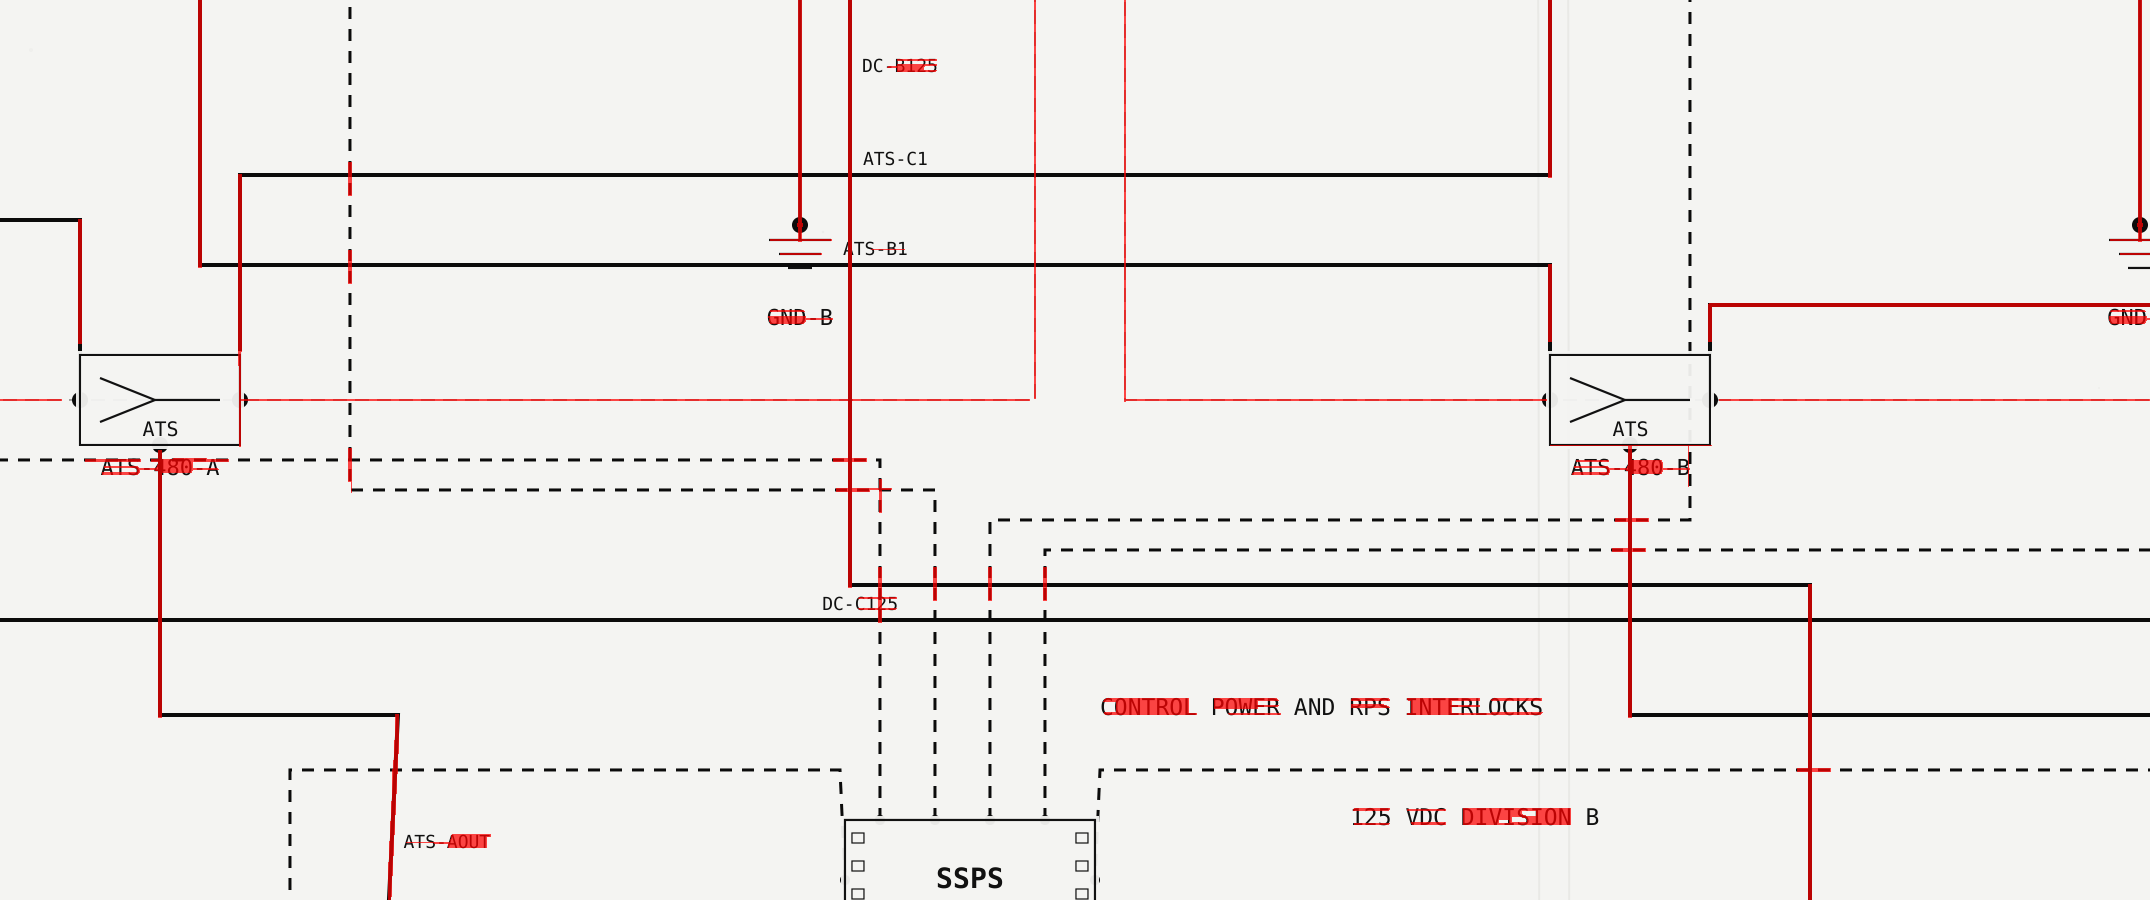 DC-B125
ATS-C1
ATS-B1
GND-B
GND
ATS
ATS
ATS-480-A
ATS-480-B
DC-C125
CONTROL POWER AND RPS INTERLOCKS
125 VDC DIVISION B
ATS-AOUT
SSPS